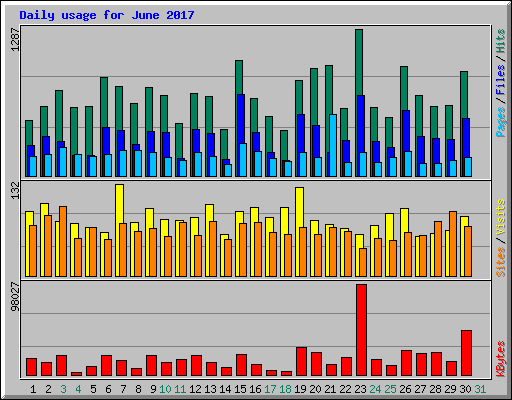 Daily usage for June 2017
1287
Pages / Files / Hits
132
Sites / Visits
98027
KBytes
1 2 3 4 5 6 7 8 9 10 11 12 13 14 15 16 17 18 19 20 21 22 23 24 25 26 27 28 29 30 31